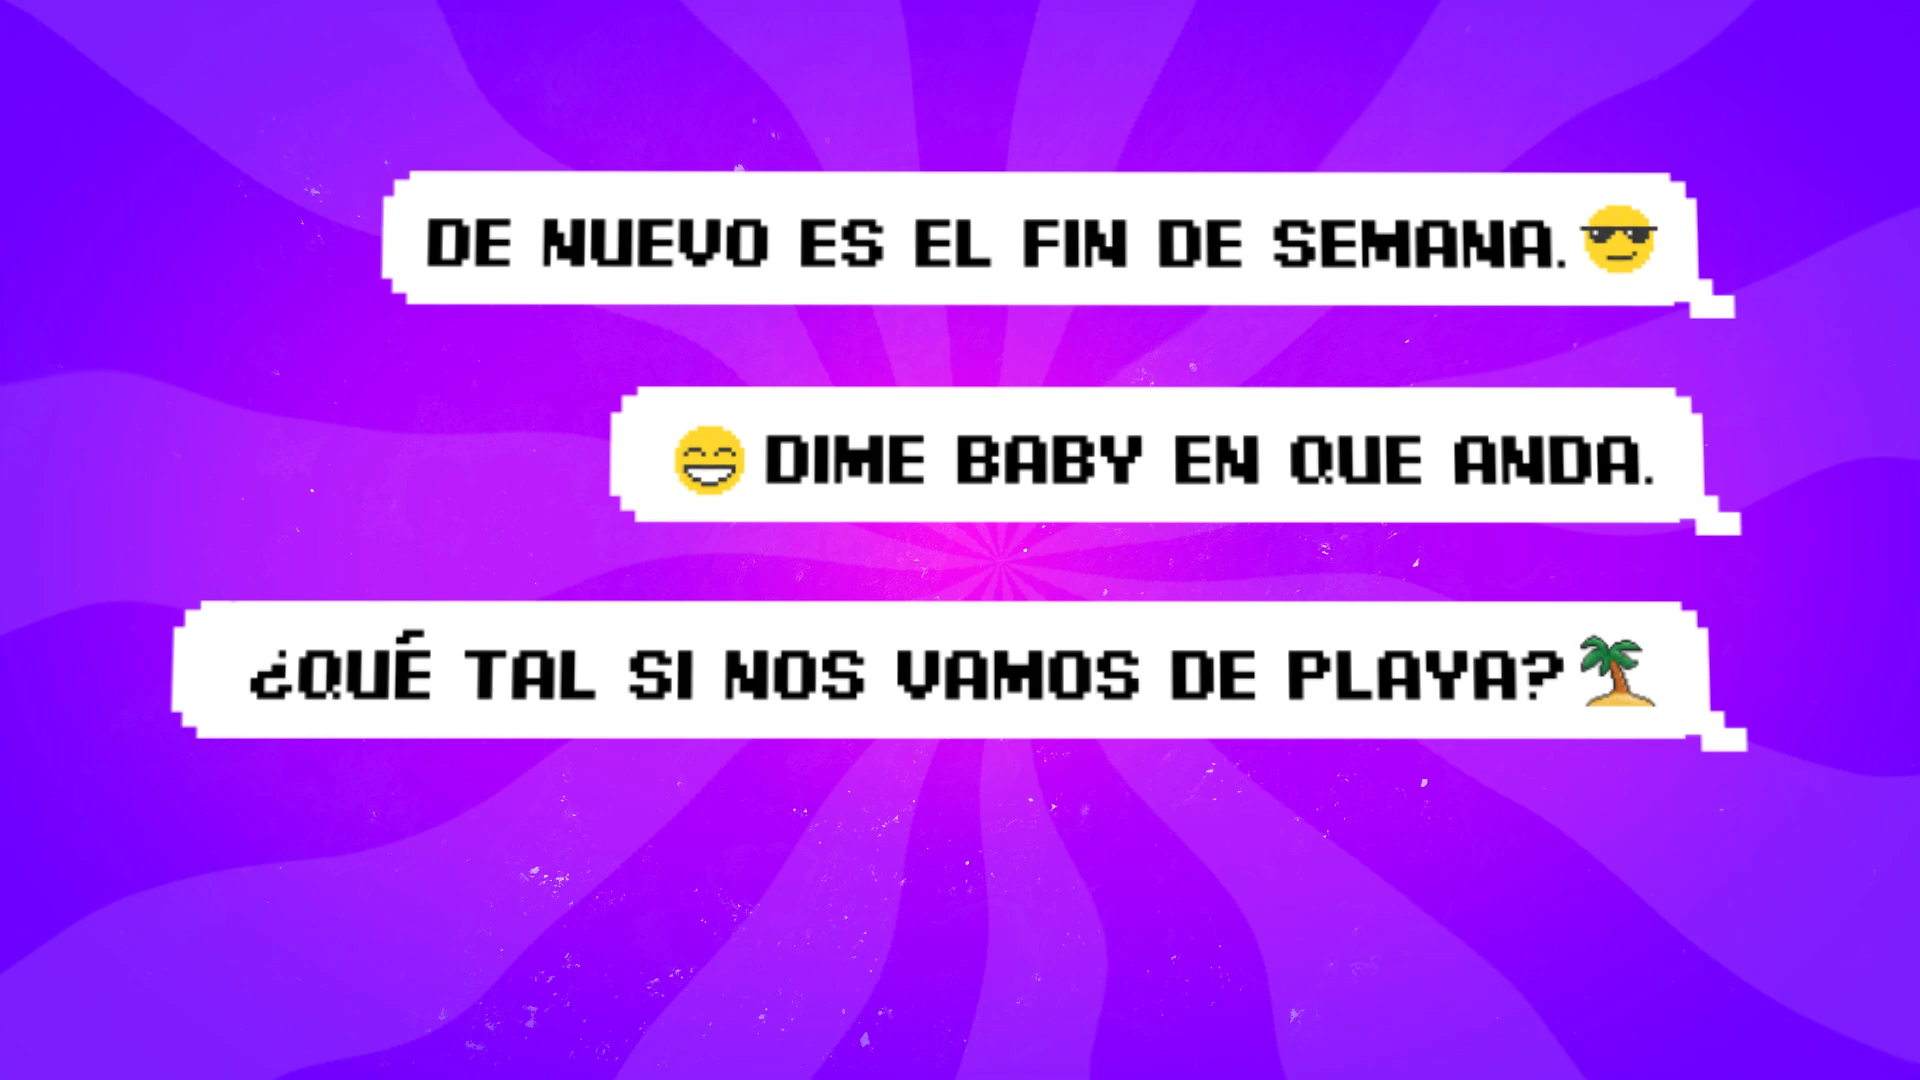 DE NUEVO ES EL FIN DE SEMANA.😎
😁 DIME BABY EN QUE ANDA.
¿QUÉ TAL SI NOS VAMOS DE PLAYA?🏝️